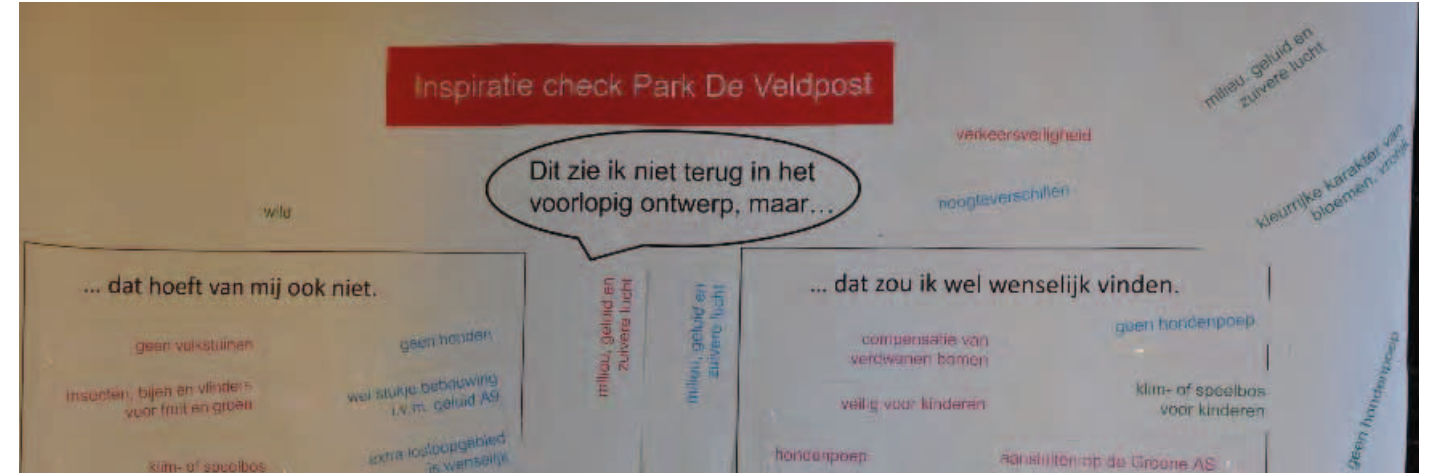 Inspiratie check Park De Veldpost
milieu, geluid en
zuivere lucht
verkeersveiligheid
Dit zie ik niet terug in het
voorlopig ontwerp, maar...
hoogteverschillen
kleurrijke karakter van
bloemen, vrolijk
wild
... dat hoeft van mij ook niet.
geen volkstuinen
geen honden
insecten, bijen en vlinders
voor fruit en groen
wel stukje bebouwing
i.v.m. geluid A9
klim- of speelbos
extra losloopgebied
is wenselijk
milieu, geluid en
zuivere lucht
milieu, geluid en
zuivere lucht
... dat zou ik wel wenselijk vinden.
compensatie van
verdwenen bomen
geen hondenpoep
veilig voor kinderen
klim- of speelbos
voor kinderen
hondenpoep
aansluiten op de Groene AS
geen hondenpoep